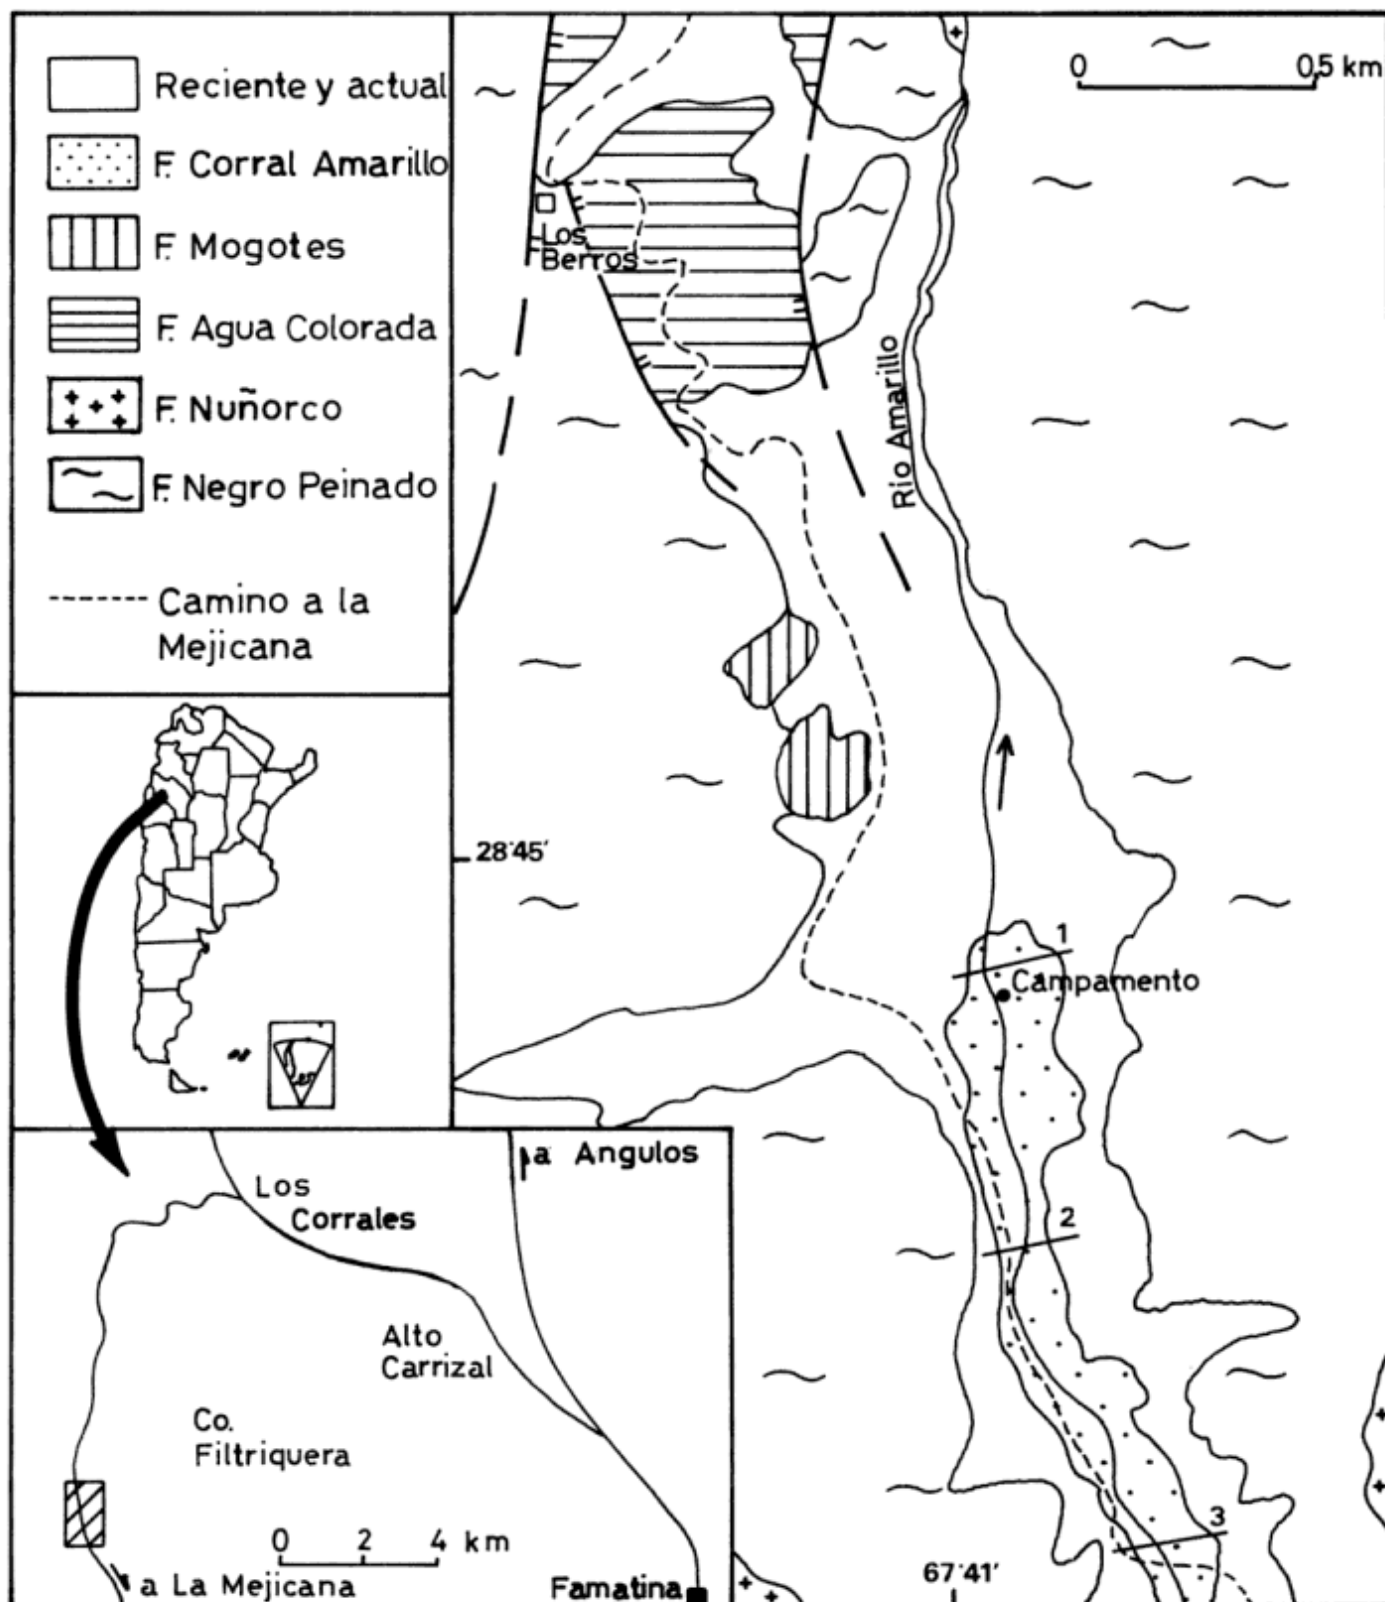 Reciente y actual
F. Corral Amarillo
F. Mogotes
F. Agua Colorada
F. Nuñorco
F. Negro Peinado
Camino a la
Mejicana
0 0,5 km
Los
Berros
Río Amarillo
28°45'
1
Campamento
2
3
67°41'
a Angulos
Los
Corrales
Alto
Carrizal
Co.
Filtriquera
0 2 4 km
a La Mejicana
Famatina